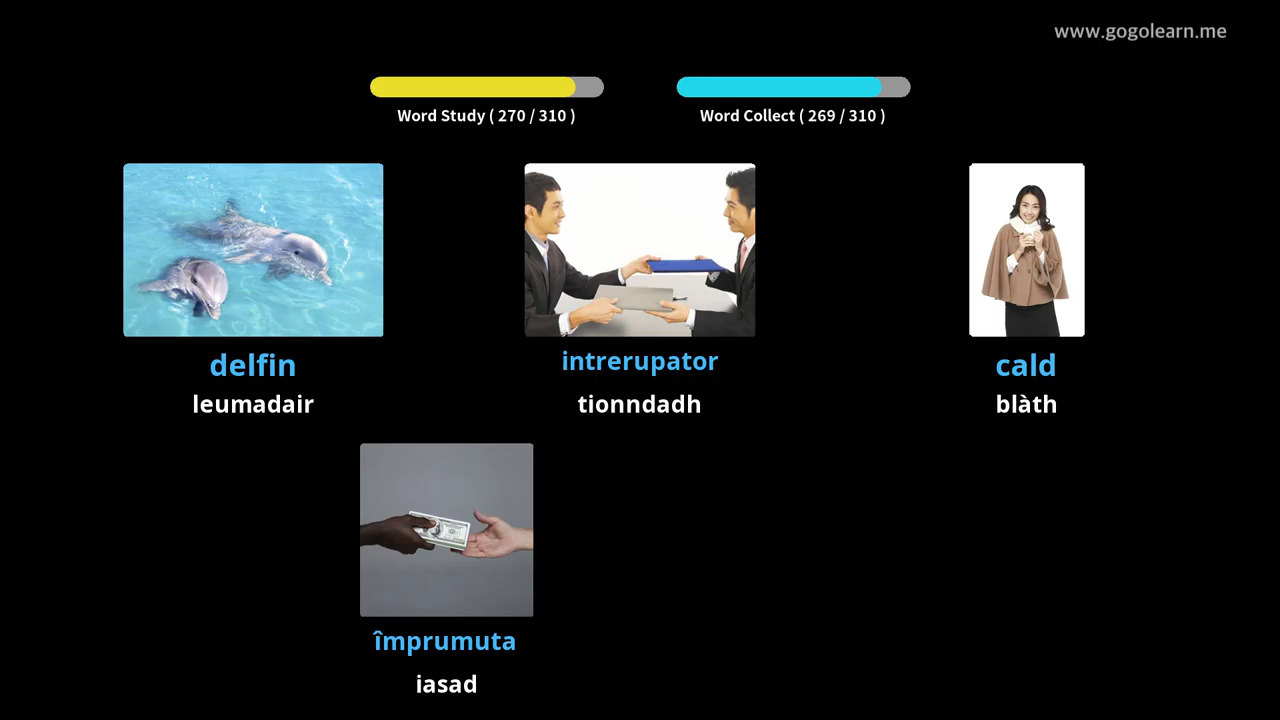 www.gogolearn.me
Word Study ( 270 / 310 )
Word Collect ( 269 / 310 )
delfin
leumadair
intrerupator
tionndadh
cald
blàth
împrumuta
iasad